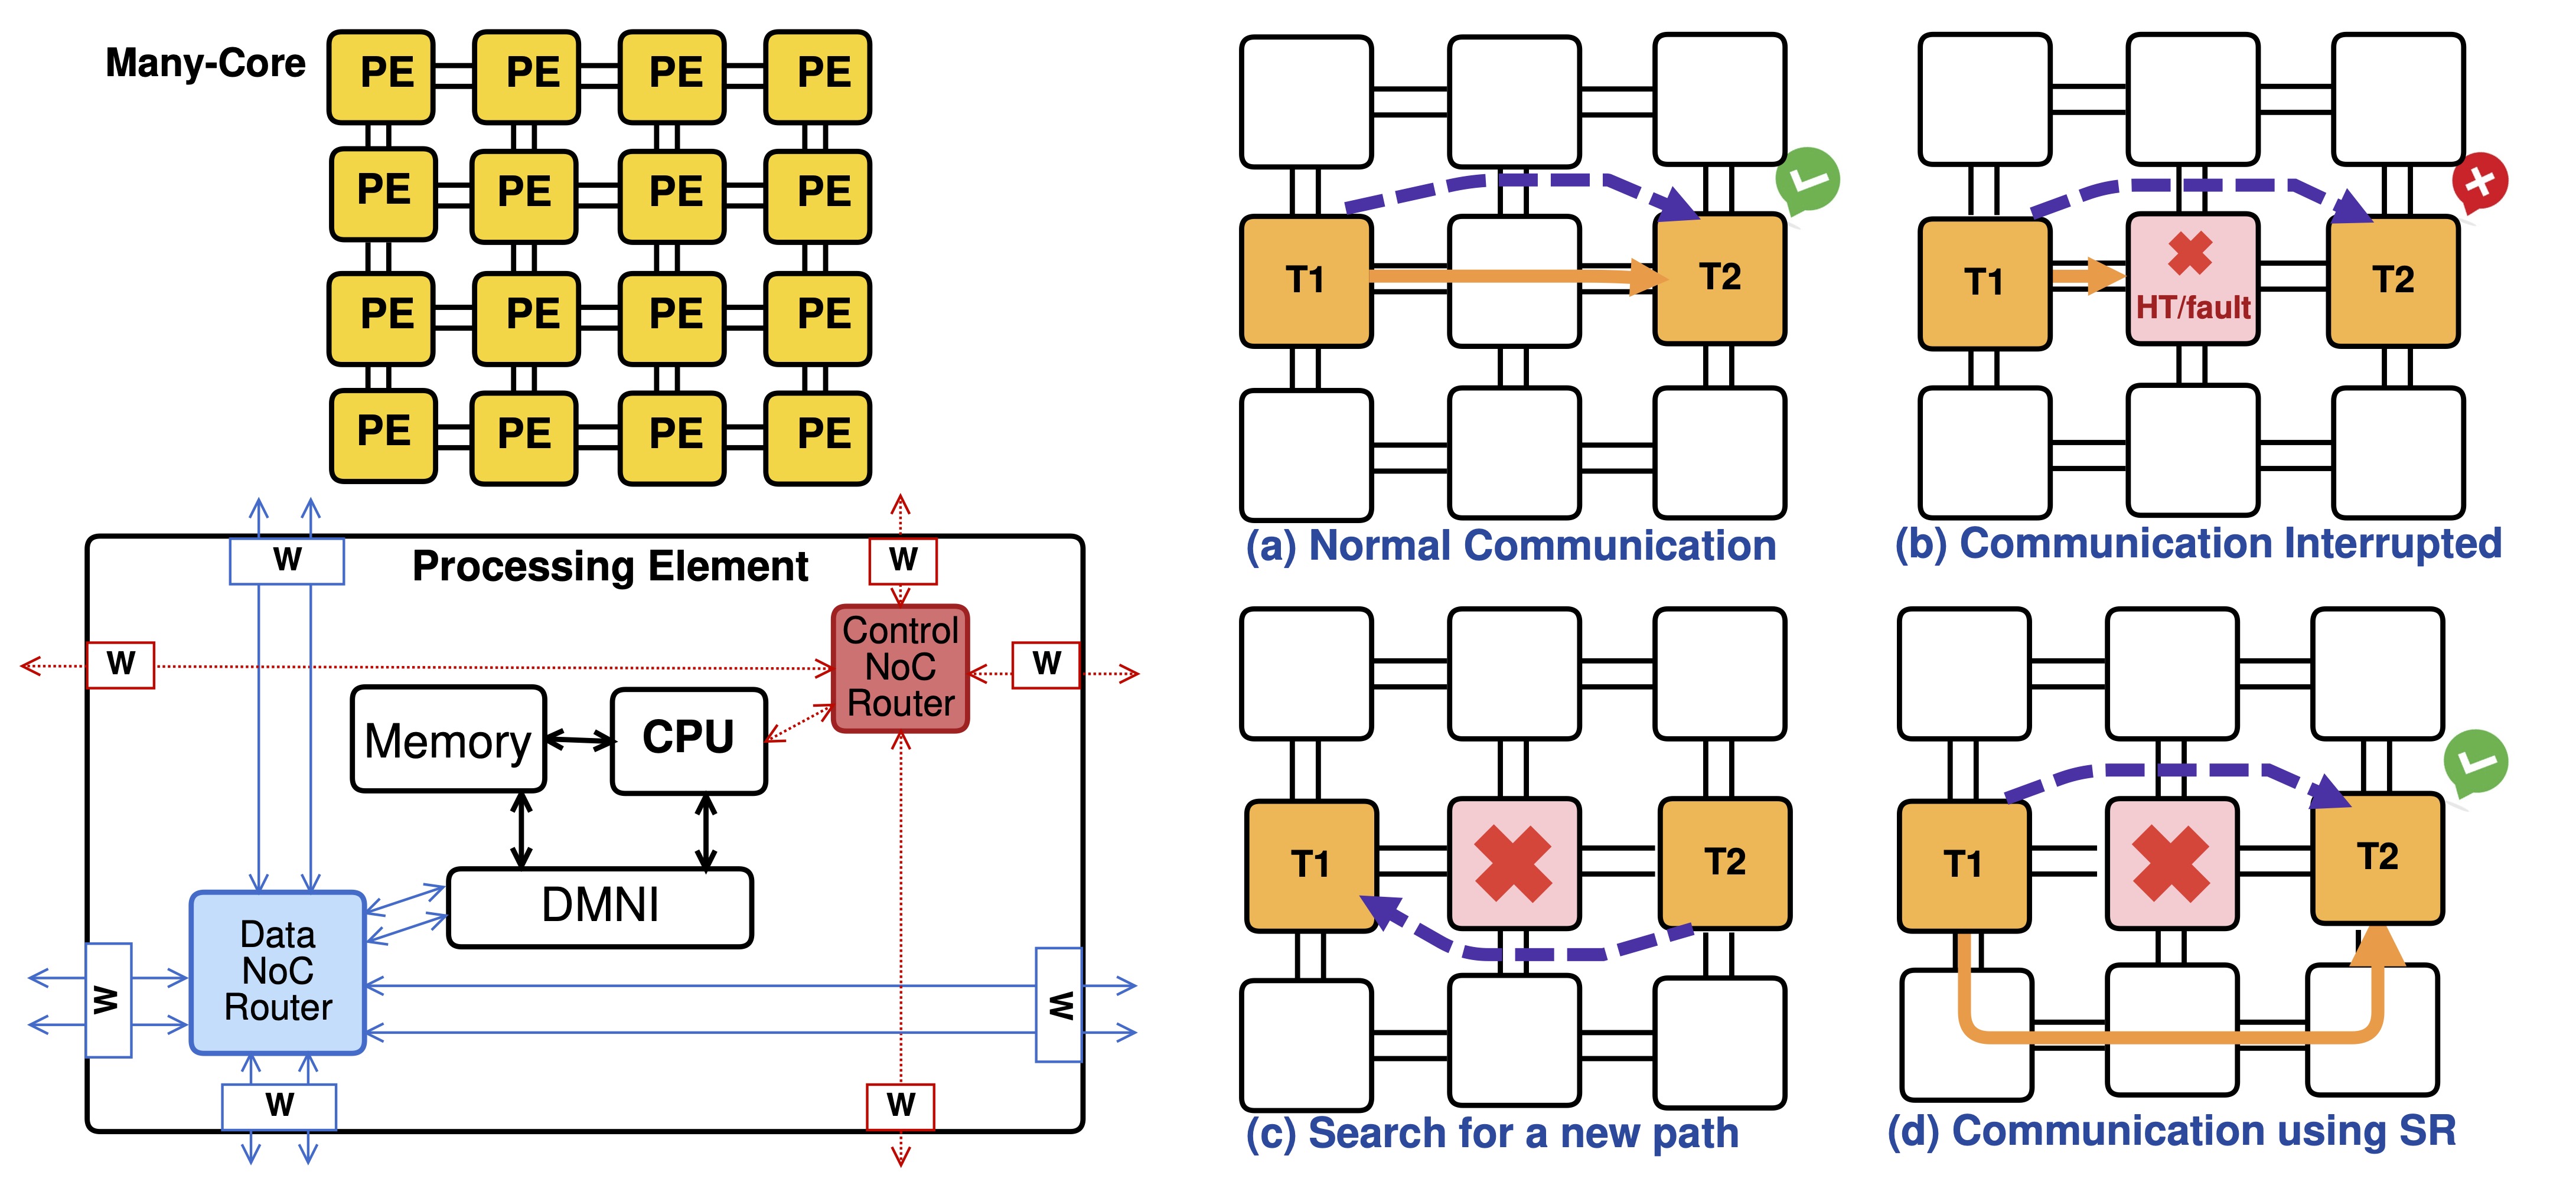 Many-Core
PE PE PE PE
PE PE PE PE
PE PE PE PE
PE PE PE PE
Processing Element
W
W
W
W
Control
NoC
Router
Memory
CPU
DMNI
Data
NoC
Router
W
W
W
W
T1
T2
(a) Normal Communication
T1
HT/fault
T2
(b) Communication Interrupted
T1
T2
(c) Search for a new path
T1
T2
(d) Communication using SR